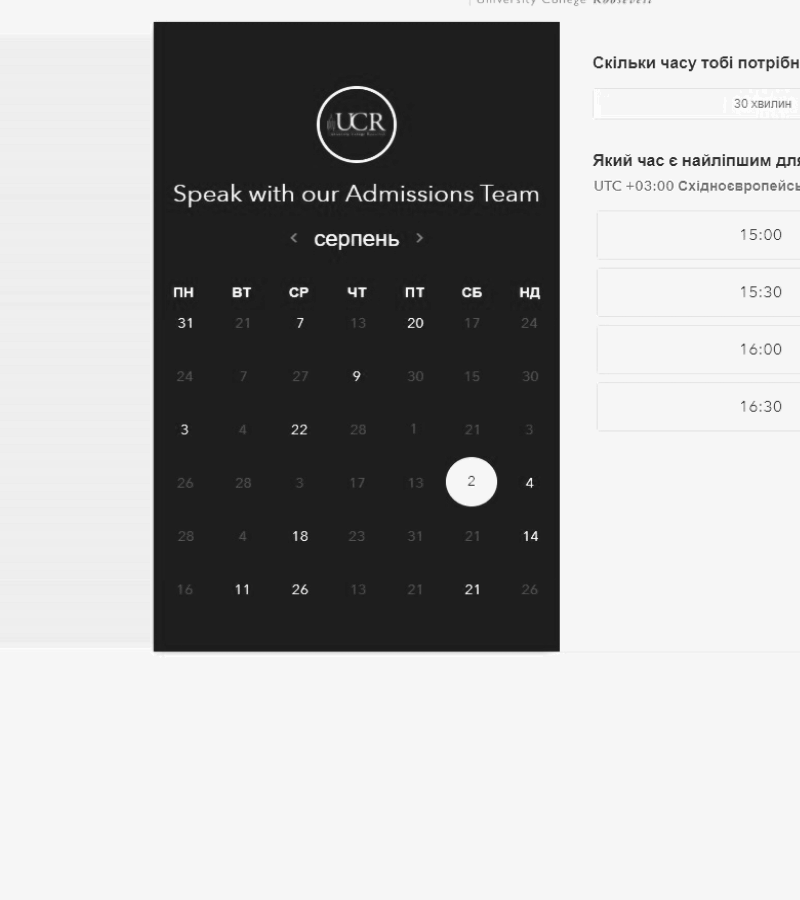 University College Roosevelt
UCR
Speak with our Admissions Team
< серпень >
ПН ВТ СР ЧТ ПТ СБ НД
31 21 7 13 20 17 24
24 7 27 9 30 15 30
3 4 22 28 1 21 3
26 28 3 17 13 2 4
28 4 18 23 31 21 14
16 11 26 13 21 21 26
Скільки часу тобі потрібн
30 хвилин
Який час є найліпшим для
UTC +03:00 Східноєвропейсь
15:00
15:30
16:00
16:30